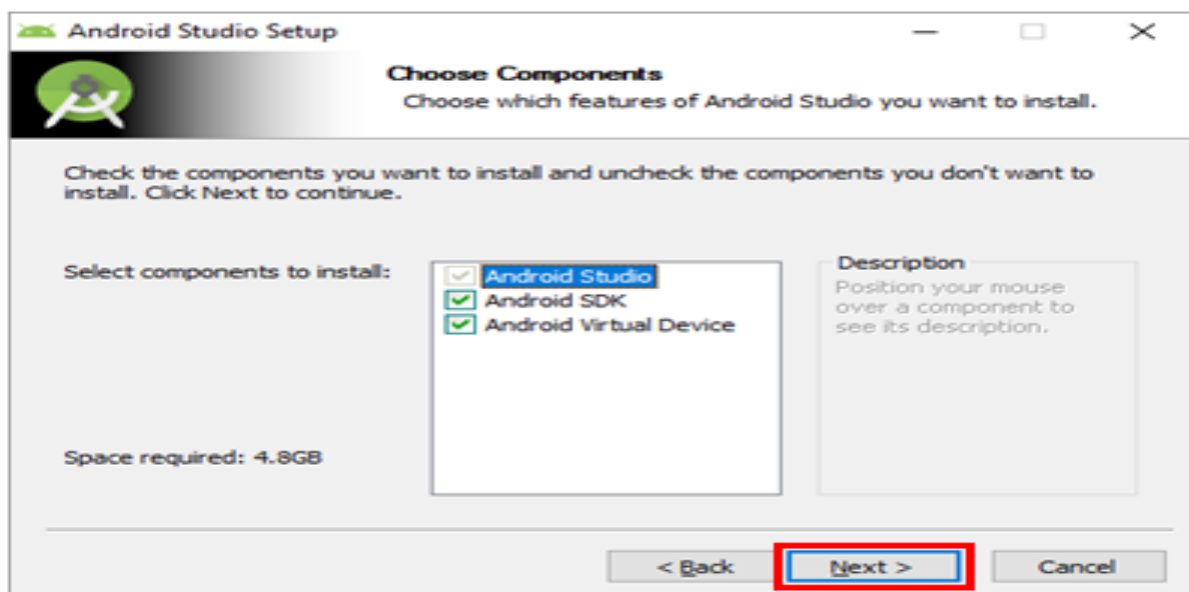 Android Studio Setup
Choose Components
Choose which features of Android Studio you want to install.
Check the components you want to install and uncheck the components you don't want to
install. Click Next to continue.
Select components to install:
Android Studio
Android SDK
Android Virtual Device
Description
Position your mouse
over a component to
see its description.
Space required: 4.8GB
< Back
Next >
Cancel